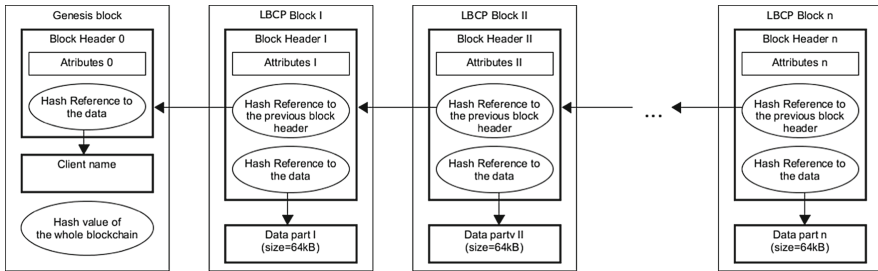 Genesis block
Block Header 0
Atributes 0
Hash Reference to
the data
Client name
Hash value of
the whole blockchain
LBCP Block I
Block Header I
Attributes I
Hash Reference to
the previous block
header
Hash Reference to
the data
Data part I
(size=64kB)
LBCP Block II
Block Header II
Attributes II
Hash Reference to
the previous block
header
Hash Reference to
the data
Data partv II
(size=64kB)
...
LBCP Block n
Block Header n
Attributes n
Hash Reference to
the previous block
header
Hash Reference to
the data
Data part n
(size=64kB)